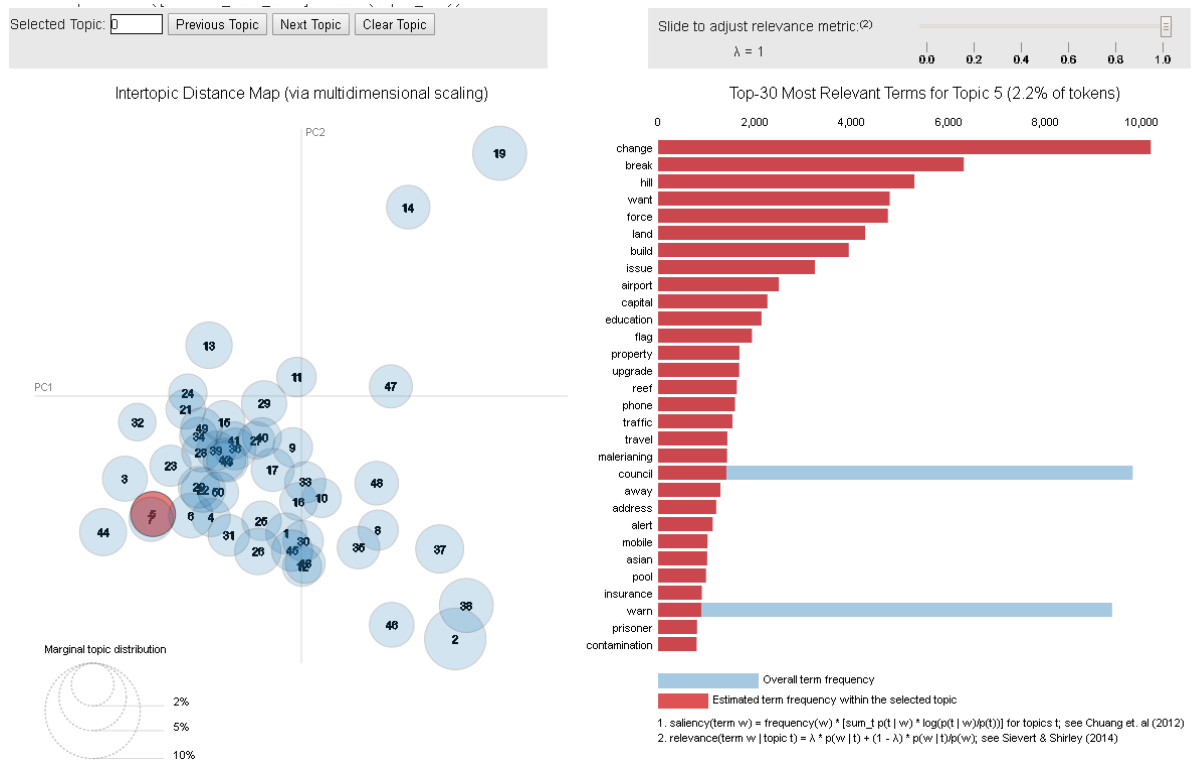 Selected Topic: 0 Previous Topic Next Topic Clear Topic
Slide to adjust relevance metric:(2)
λ = 1
0.0 0.2 0.4 0.6 0.8 1.0
Intertopic Distance Map (via multidimensional scaling)
PC2
PC1
19
14
13
11
47
24
21
29
32
49
15
34
41
27
40
28
39
36
9
23
17
3
48
33
20
22
50
16
10
5
7
6
4
25
8
44
31
1
30
26
45
35
37
12
38
46
2
Marginal topic distribution
2%
5%
10%
Top-30 Most Relevant Terms for Topic 5 (2.2% of tokens)
0 2,000 4,000 6,000 8,000 10,000
change
break
hill
want
force
land
build
issue
airport
capital
education
flag
property
upgrade
reef
phone
traffic
travel
malerianing
council
away
address
alert
mobile
asian
pool
insurance
warn
prisoner
contamination
Overall term frequency
Estimated term frequency within the selected topic
1. saliency(term w) = frequency(w) * [sum_t p(t | w) * log(p(t | w)/p(t))] for topics t; see Chuang et. al (2012)
2. relevance(term w | topic t) = λ * p(w | t) + (1 - λ) * p(w | t)/p(w); see Sievert & Shirley (2014)